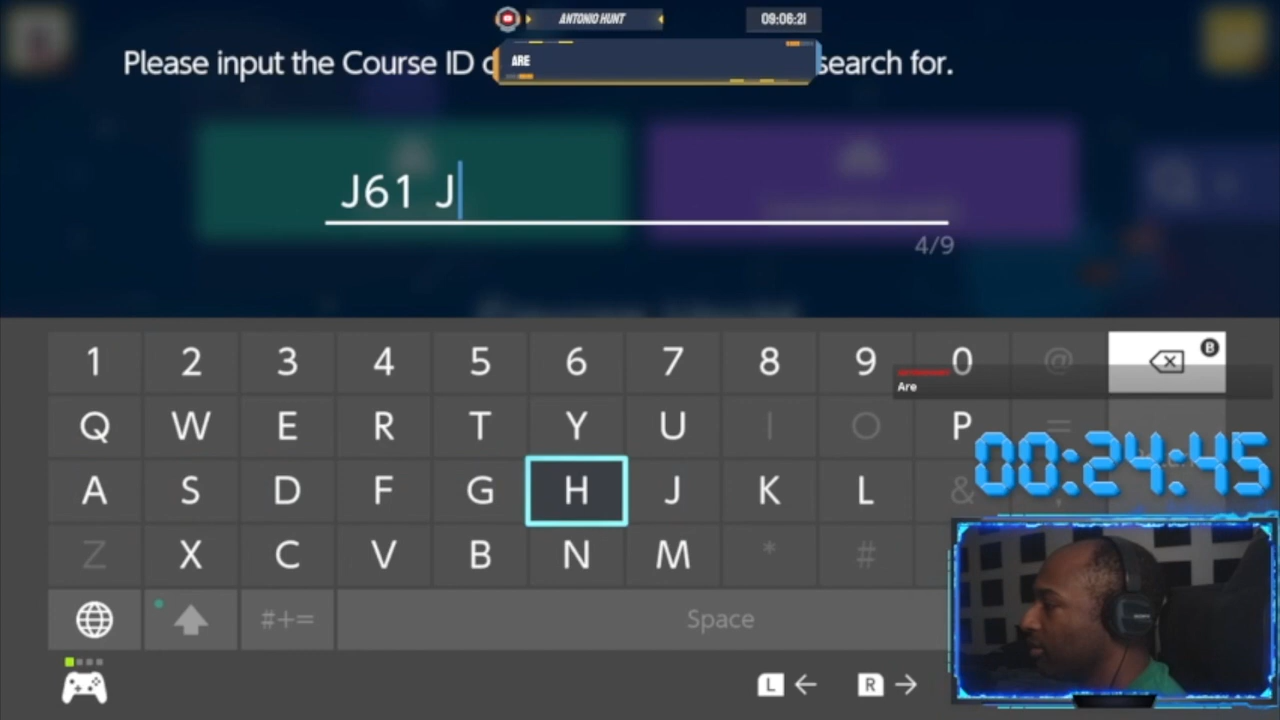 ANTONIO HUNT
09:06:21
ARE
Please input the Course ID o search for.
J61 J
4/9
1 2 3 4 5 6 7 8 9 0 @
Are
Q W E R T Y U I O P =
00:24:45
A S D F G H J K L &
Z X C V B N M * #
#+= Space
L ← R →
B